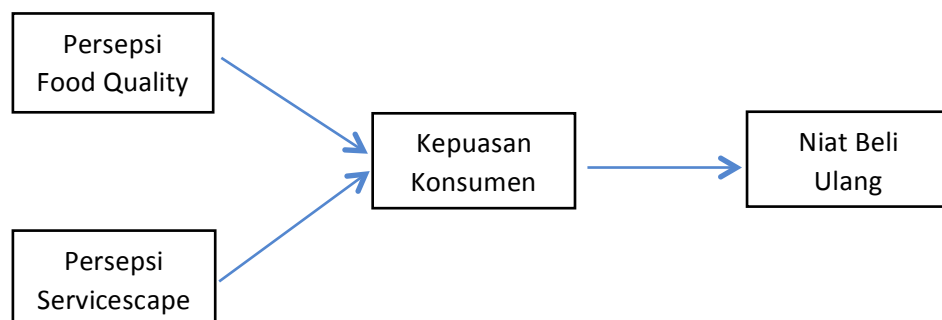 Persepsi
Food Quality
Kepuasan
Konsumen
Niat Beli
Ulang
Persepsi
Servicescape